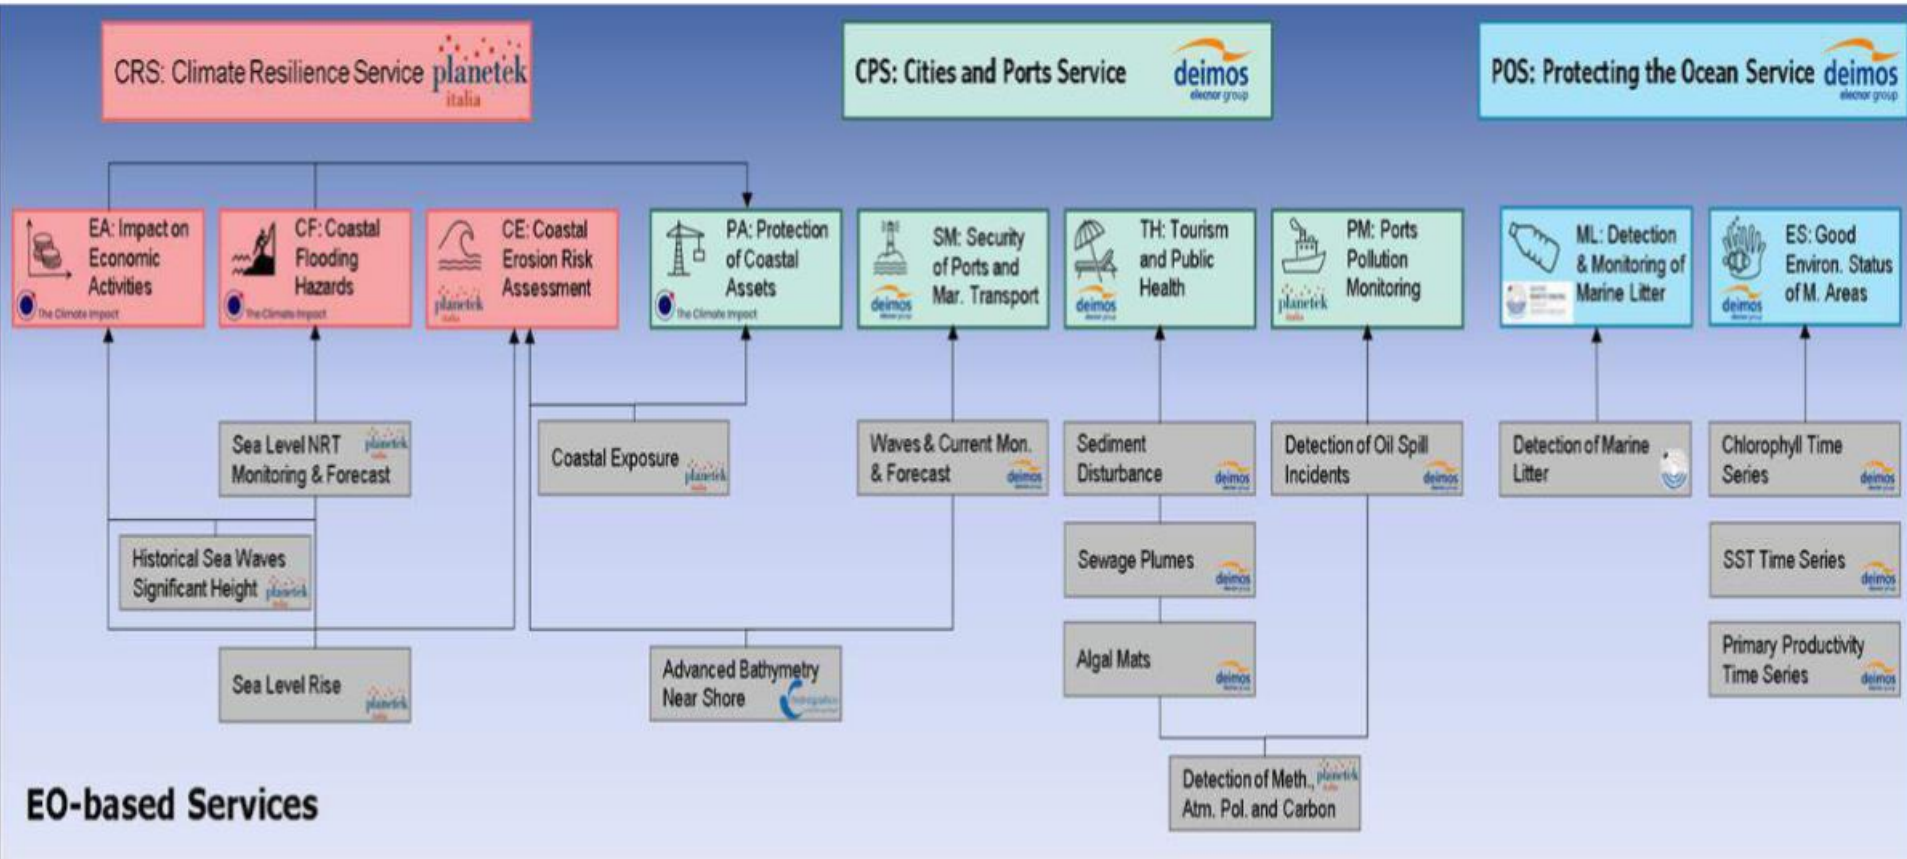 CRS: Climate Resilience Service
planetek
italia
CPS: Cities and Ports Service
deimos
elecnor group
POS: Protecting the Ocean Service
deimos
elecnor group
EA: Impact on
Economic
Activities
The Climate Impact
CF: Coastal
Flooding
Hazards
The Climate Impact
CE: Coastal
Erosion Risk
Assessment
planetek
italia
PA: Protection
of Coastal
Assets
The Climate Impact
SM: Security
of Ports and
Mar. Transport
deimos
TH: Tourism
and Public
Health
deimos
PM: Ports
Pollution
Monitoring
planetek
italia
ML: Detection
& Monitoring of
Marine Litter
ES: Good
Environ. Status
of M. Areas
deimos
Sea Level NRT
Monitoring & Forecast
planetek
Coastal Exposure
planetek
Waves & Current Mon.
& Forecast
deimos
Sediment
Disturbance
deimos
Detection of Oil Spill
Incidents
deimos
Detection of Marine
Litter
Chlorophyll Time
Series
deimos
Historical Sea Waves
Significant Height
planetek
Sewage Plumes
deimos
SST Time Series
deimos
Sea Level Rise
planetek
Advanced Bathymetry
Near Shore
Algal Mats
deimos
Primary Productivity
Time Series
deimos
Detection of Meth.,
Atm. Pol. and Carbon
planetek
EO-based Services